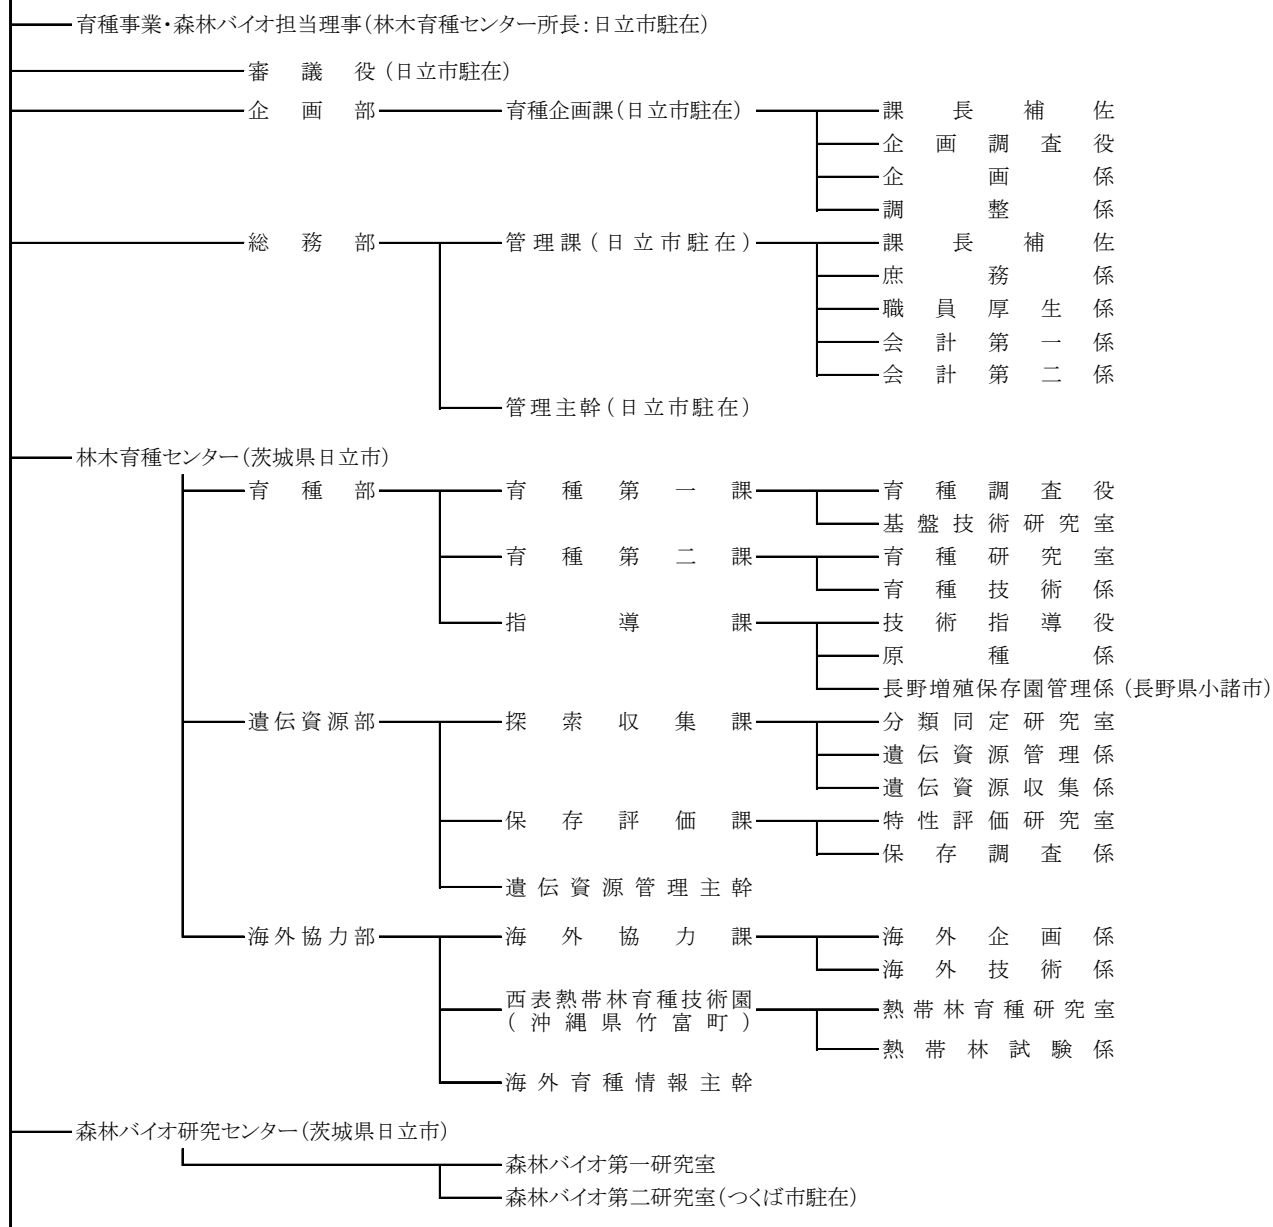 育種事業・森林バイオ担当理事(林木育種センター所長:日立市駐在)
審議役(日立市駐在)
企画部 育種企画課(日立市駐在) 課長補佐
企画調査役
企画係
調整係
総務部 管理課(日立市駐在) 課長補佐
庶務係
職員厚生係
会計第一係
会計第二係
管理主幹(日立市駐在)
林木育種センター(茨城県日立市)
育種部 育種第一課 育種調査役
基盤技術研究室
育種第二課 育種研究室
育種技術係
指導課 技術指導役
原種係
長野増殖保存園管理係(長野県小諸市)
遺伝資源部 探索収集課 分類同定研究室
遺伝資源管理係
遺伝資源収集係
保存評価課 特性評価研究室
保存調査係
遺伝資源管理主幹
海外協力部 海外協力課 海外企画係
海外技術係
西表熱帯林育種技術園 熱帯林育種研究室
(沖縄県竹富町)
熱帯林試験係
海外育種情報主幹
森林バイオ研究センター(茨城県日立市)
森林バイオ第一研究室
森林バイオ第二研究室(つくば市駐在)